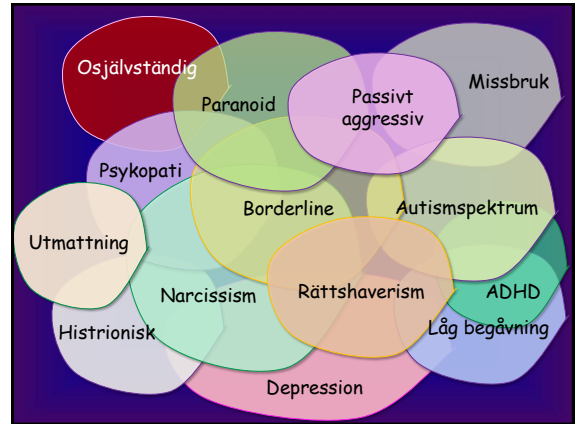 Osjälvständig
Missbruk
Paranoid
Passivt
aggressiv
Psykopati
Borderline
Autismspektrum
Utmattning
Narcissism
Rättshaverism
ADHD
Histrionisk
Låg begåvning
Depression